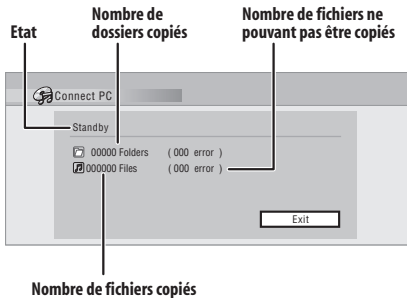 Etat
Nombre de
dossiers copiés
Nombre de fichiers ne
pouvant pas être copiés
Connect PC
Standby
00000 Folders ( 000 error )
000000 Files ( 000 error )
Exit
Nombre de fichiers copiés